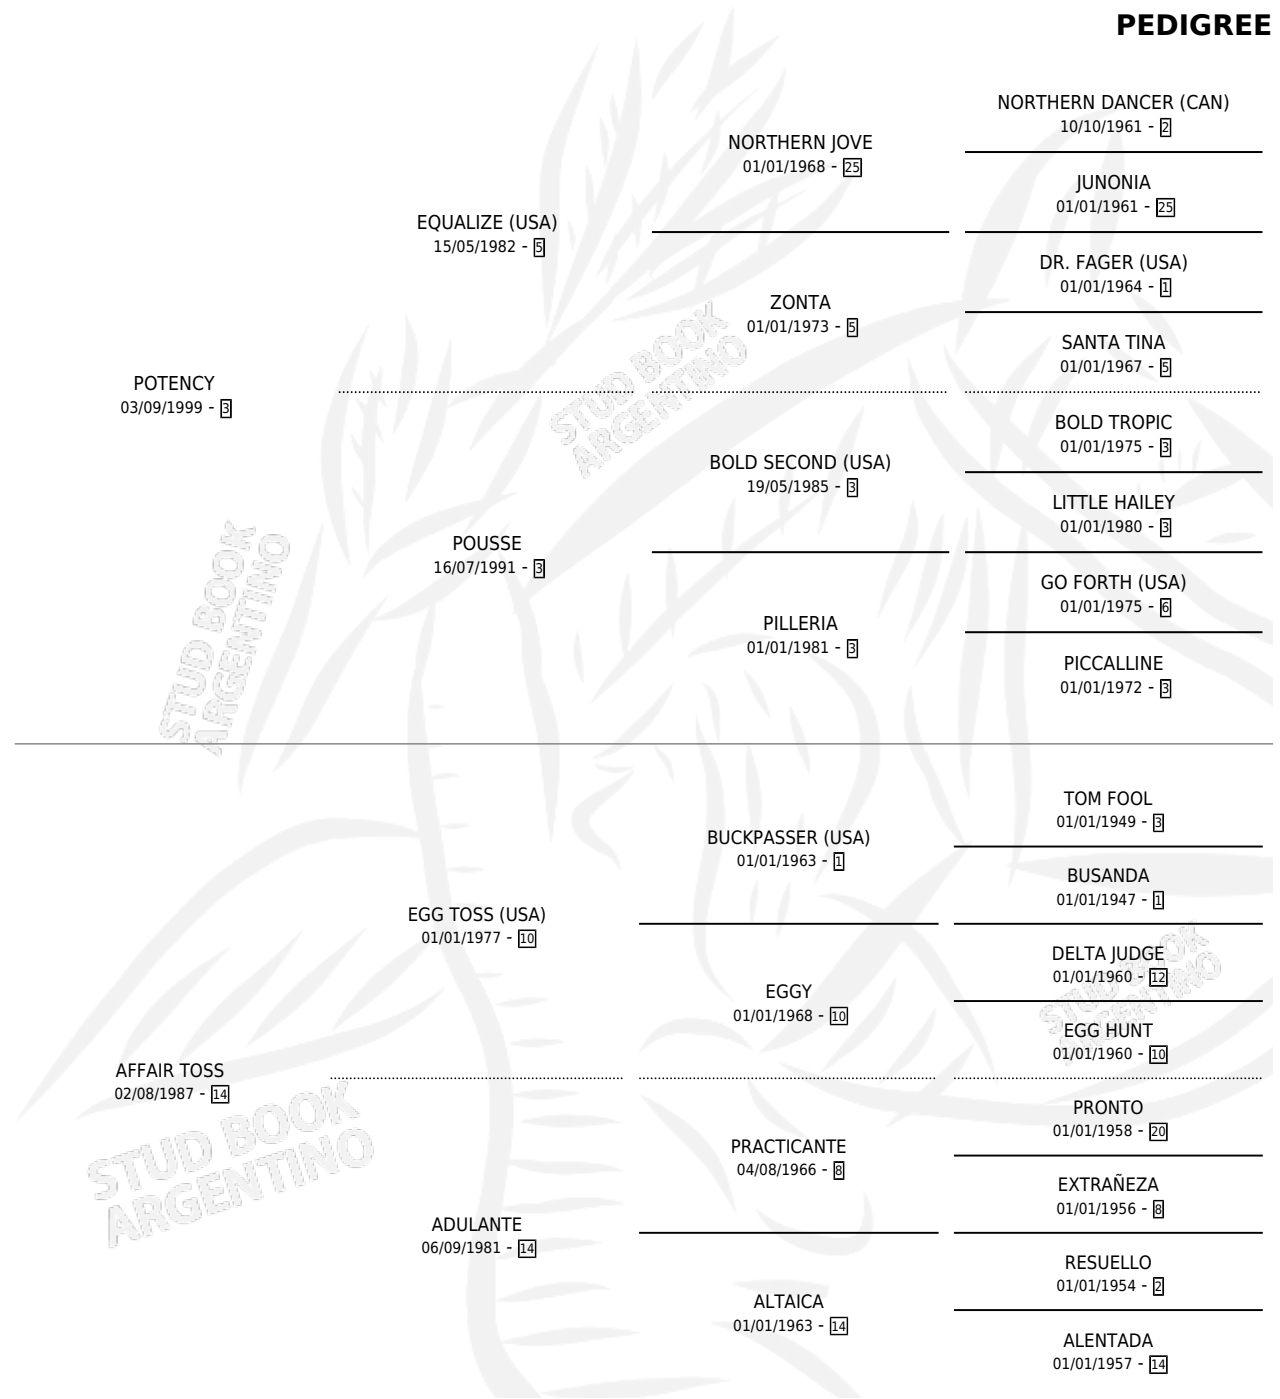 PEDIGREE
NORTHERN DANCER (CAN)
10/10/1961 - 2
NORTHERN JOVE
01/01/1968 - 25
JUNONIA
01/01/1961 - 25
EQUALIZE (USA)
15/05/1982 - 5
DR. FAGER (USA)
01/01/1964 - 1
ZONTA
01/01/1973 - 5
SANTA TINA
01/01/1967 - 5
POTENCY
03/09/1999 - 3
BOLD TROPIC
01/01/1975 - 3
BOLD SECOND (USA)
19/05/1985 - 3
LITTLE HAILEY
01/01/1980 - 3
POUSSE
16/07/1991 - 3
GO FORTH (USA)
01/01/1975 - 6
PILLERIA
01/01/1981 - 3
PICCALLINE
01/01/1972 - 3
TOM FOOL
01/01/1949 - 3
BUCKPASSER (USA)
01/01/1963 - 1
BUSANDA
01/01/1947 - 1
EGG TOSS (USA)
01/01/1977 - 10
DELTA JUDGE
01/01/1960 - 12
EGGY
01/01/1968 - 10
EGG HUNT
01/01/1960 - 10
AFFAIR TOSS
02/08/1987 - 14
PRONTO
01/01/1958 - 20
PRACTICANTE
04/08/1966 - 8
EXTRAÑEZA
01/01/1956 - 8
ADULANTE
06/09/1981 - 14
RESUELLO
01/01/1954 - 2
ALTAICA
01/01/1963 - 14
ALENTADA
01/01/1957 - 14
STUD BOOK
ARGENTINO
STUD BOOK
ARGENTINO
STUD BOOK
ARGENTINO
STUD BOOK
ARGENTINO